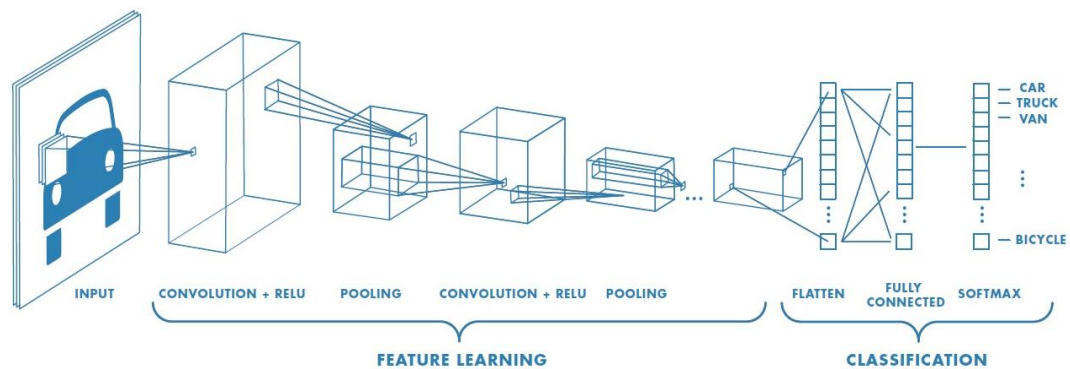 CAR
TRUCK
VAN
BICYCLE
INPUT
CONVOLUTION + RELU
POOLING
CONVOLUTION + RELU
POOLING
FLATTEN
FULLY
CONNECTED
SOFTMAX
FEATURE LEARNING
CLASSIFICATION